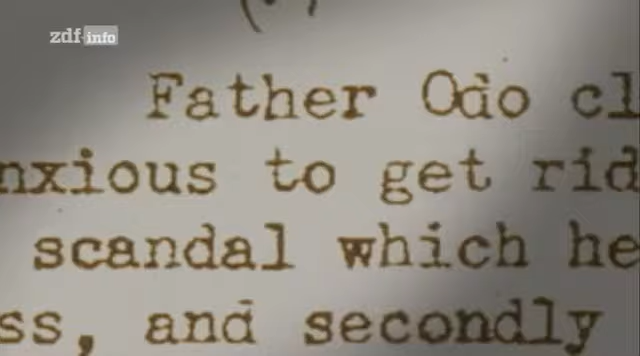 zdf info
Father Odo cl
nxious to get rid
scandal which he
ss, and secondly